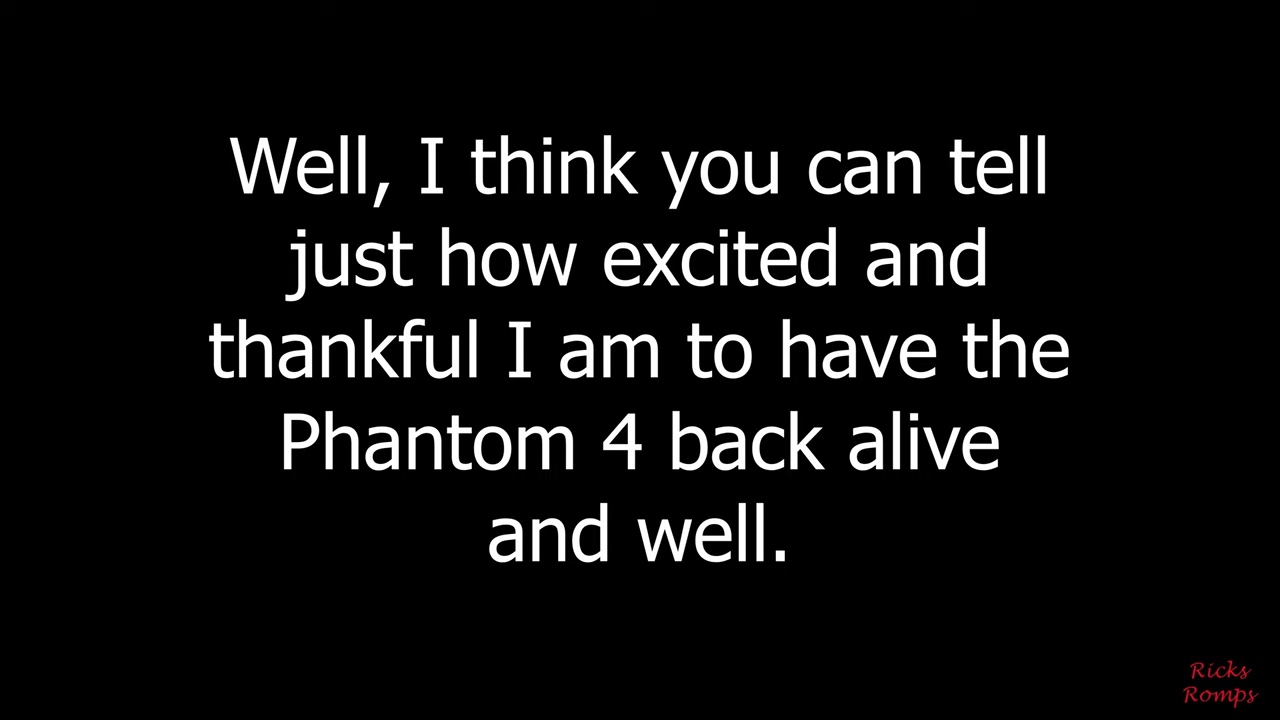 Well, I think you can tell
just how excited and
thankful I am to have the
Phantom 4 back alive
and well.
Ricks
Romps